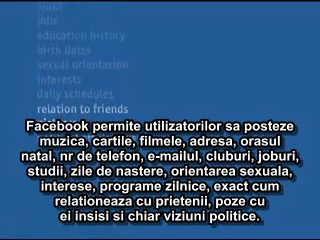 jobs
education history
birth dates
sexual orientation
interests
daily schedules
relation to friends
Facebook permite utilizatorilor sa posteze
muzica, cartile, filmele, adresa, orasul
natal, nr de telefon, e-mailul, cluburi, joburi,
studii, zile de nastere, orientarea sexuala,
interese, programe zilnice, exact cum
relationeaza cu prietenii, poze cu
ei insisi si chiar viziuni politice.